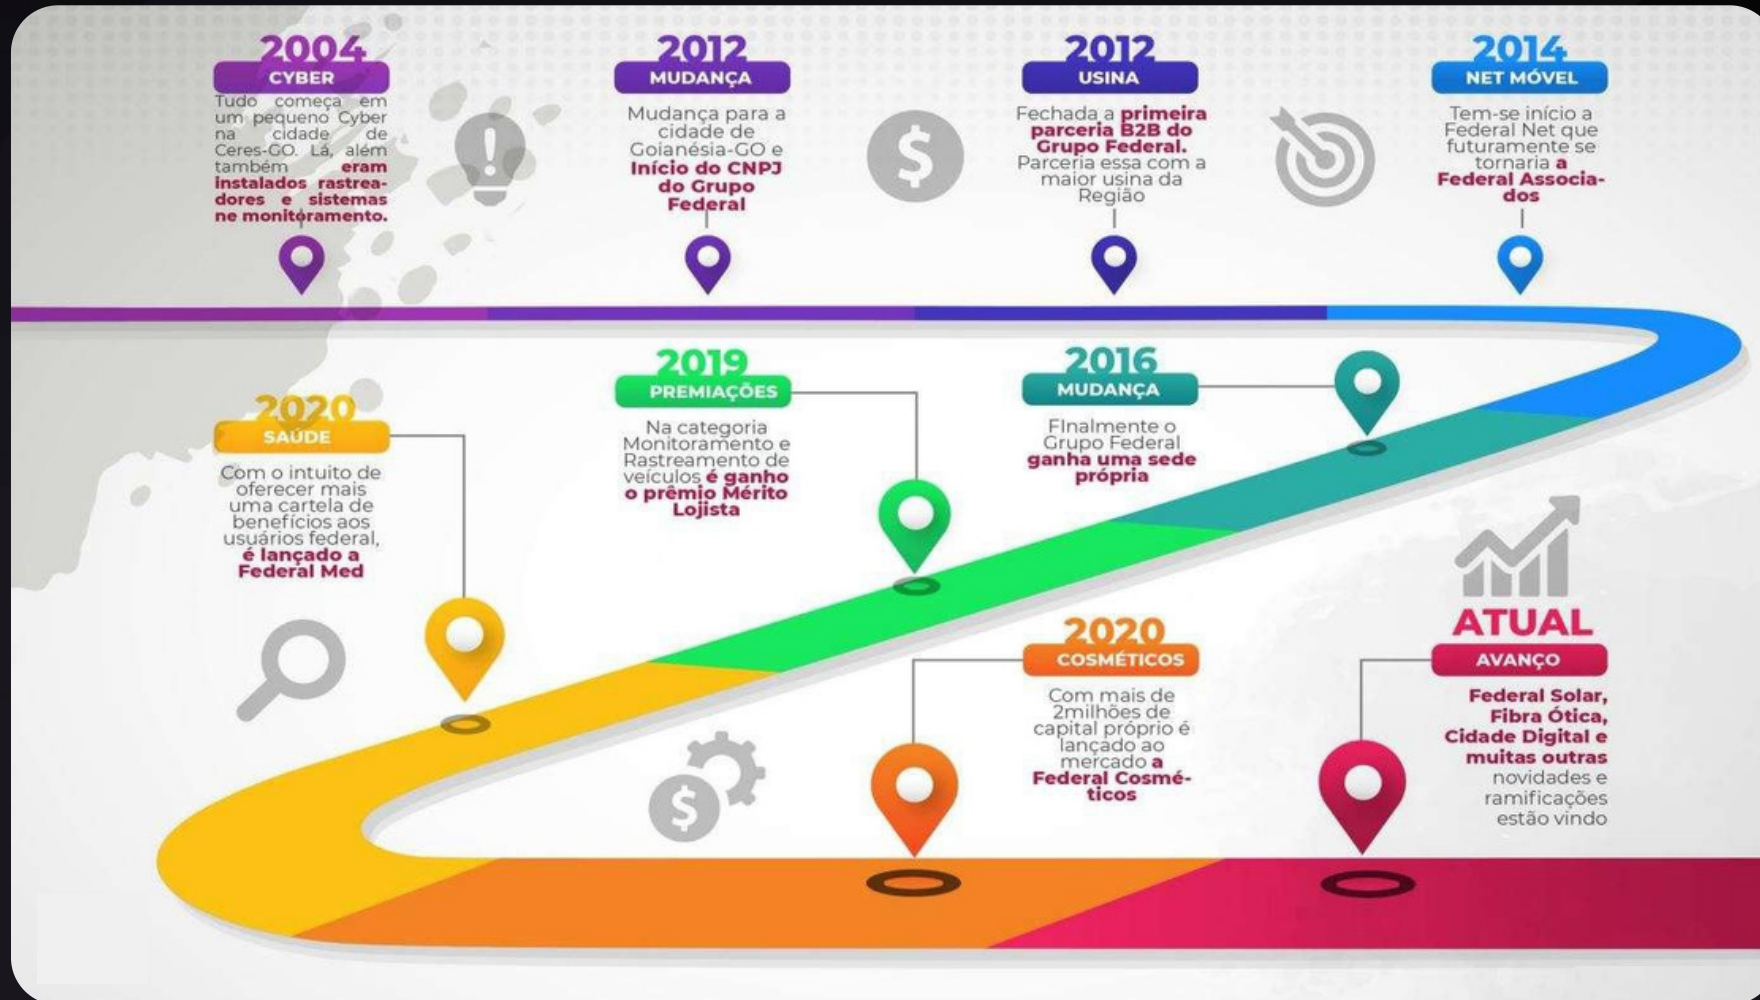 2004
CYBER
Tudo começa em
um pequeno Cyber
na cidade de
Ceres-GO. Lá, além
também eram
instalados rastrea-
dores e sistemas
ne monitoramento.
2012
MUDANÇA
Mudança para a
cidade de
Goianésia-GO e
Início do CNPJ
do Grupo
Federal
2012
USINA
Fechada a primeira
parceria B2B do
Grupo Federal.
Parceria essa com a
maior usina da
Região
2014
NET MÓVEL
Tem-se início a
Federal Net que
futuramente se
tornaria a
Federal Associa-
dos
2016
MUDANÇA
FInalmente o
Grupo Federal
ganha uma sede
própria
2019
PREMIAÇÕES
Na categoria
Monitoramento e
Rastreamento de
veículos é ganho
o prêmio Mérito
Lojista
2020
SAÚDE
Com o intuito de
oferecer mais
uma cartela de
benefícios aos
usuários federal,
é lançado a
Federal Med
2020
COSMÉTICOS
Com mais de
2milhões de
capital próprio é
lançado ao
mercado a
Federal Cosmé-
ticos
ATUAL
AVANÇO
Federal Solar,
Fibra Ótica,
Cidade Digital e
muitas outras
novidades e
ramificações
estão vindo